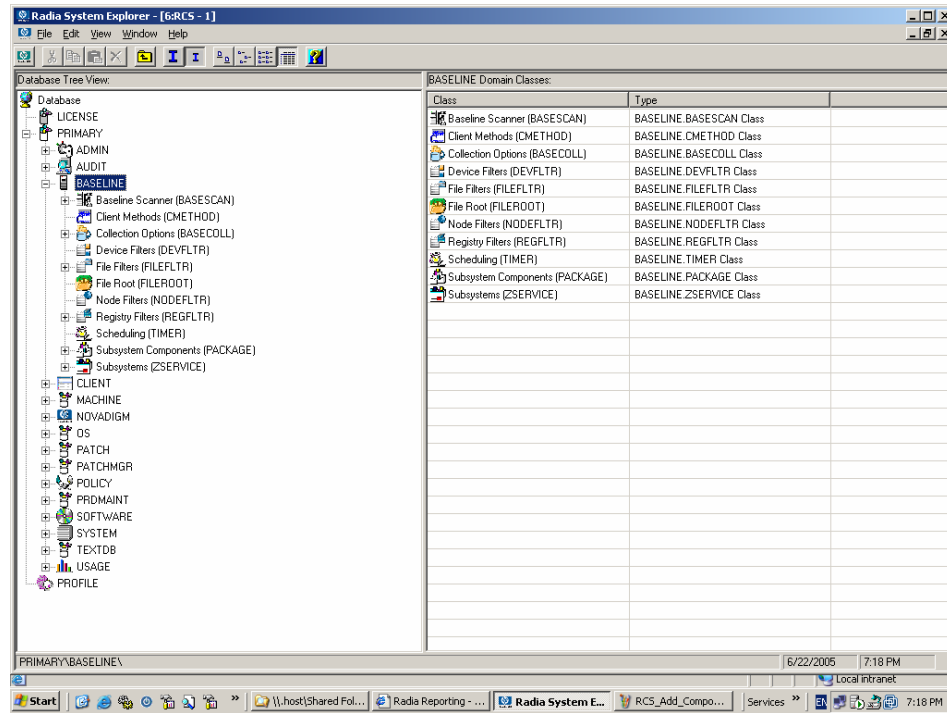 Radia System Explorer - [6:RCS - 1]
File Edit View Window Help
Database Tree View:
BASELINE Domain Classes:
Database
LICENSE
PRIMARY
ADMIN
AUDIT
BASELINE
Baseline Scanner (BASESCAN)
Client Methods (CMETHOD)
Collection Options (BASECOLL)
Device Filters (DEVFLTR)
File Filters (FILEFLTR)
File Root (FILEROOT)
Node Filters (NODEFLTR)
Registry Filters (REGFLTR)
Scheduling (TIMER)
Subsystem Components (PACKAGE)
Subsystems (ZSERVICE)
CLIENT
MACHINE
NOVADIGM
OS
PATCH
PATCHMGR
POLICY
PRDMAINT
SOFTWARE
SYSTEM
TEXTDB
USAGE
PROFILE
Class Type
Baseline Scanner (BASESCAN) BASELINE.BASESCAN Class
Client Methods (CMETHOD) BASELINE.CMETHOD Class
Collection Options (BASECOLL) BASELINE.BASECOLL Class
Device Filters (DEVFLTR) BASELINE.DEVFLTR Class
File Filters (FILEFLTR) BASELINE.FILEFLTR Class
File Root (FILEROOT) BASELINE.FILEROOT Class
Node Filters (NODEFLTR) BASELINE.NODEFLTR Class
Registry Filters (REGFLTR) BASELINE.REGFLTR Class
Scheduling (TIMER) BASELINE.TIMER Class
Subsystem Components (PACKAGE) BASELINE.PACKAGE Class
Subsystems (ZSERVICE) BASELINE.ZSERVICE Class
PRIMARY\BASELINE\ 6/22/2005 7:18 PM
Local intranet
Start » \\.host\Shared Fol... Radia Reporting - ... Radia System E... RCS_Add_Compo... Services » EN 7:18 PM